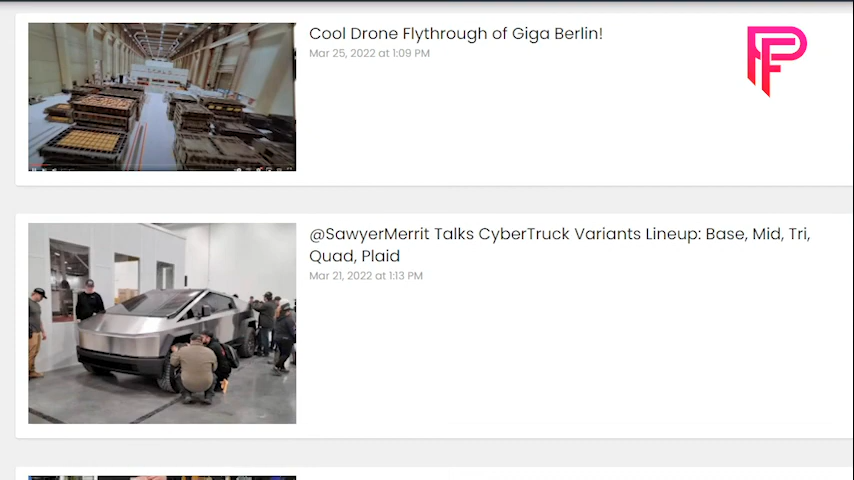 Cool Drone Flythrough of Giga Berlin!
Mar 25, 2022 at 1:09 PM
@SawyerMerrit Talks CyberTruck Variants Lineup: Base, Mid, Tri,
Quad, Plaid
Mar 21, 2022 at 1:13 PM